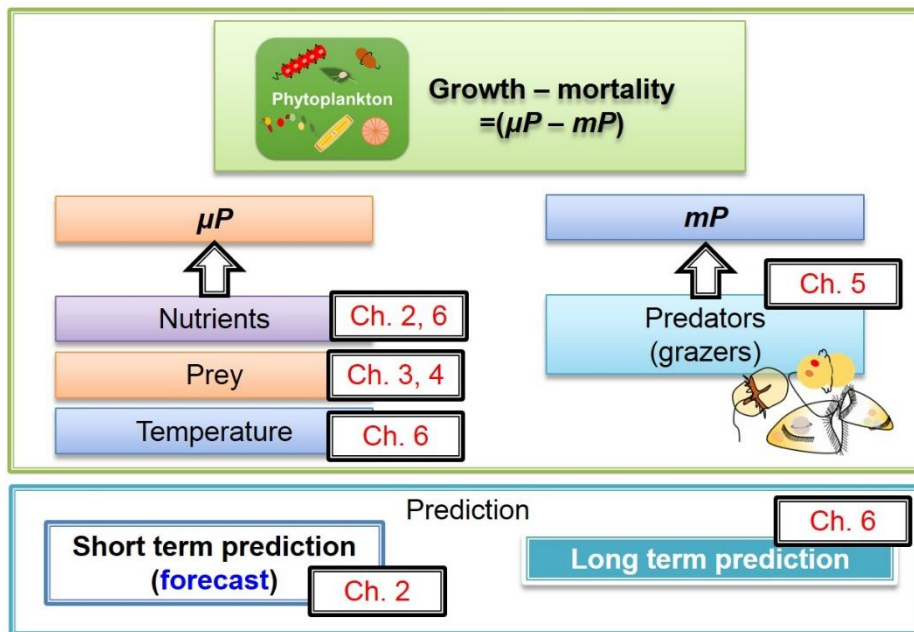 Phytoplankton
Growth – mortality
=(μP – mP)
μP
mP
Nutrients
Ch. 2, 6
Prey
Ch. 3, 4
Temperature
Ch. 6
Ch. 5
Predators
(grazers)
Prediction
Short term prediction
(forecast)
Ch. 2
Ch. 6
Long term prediction